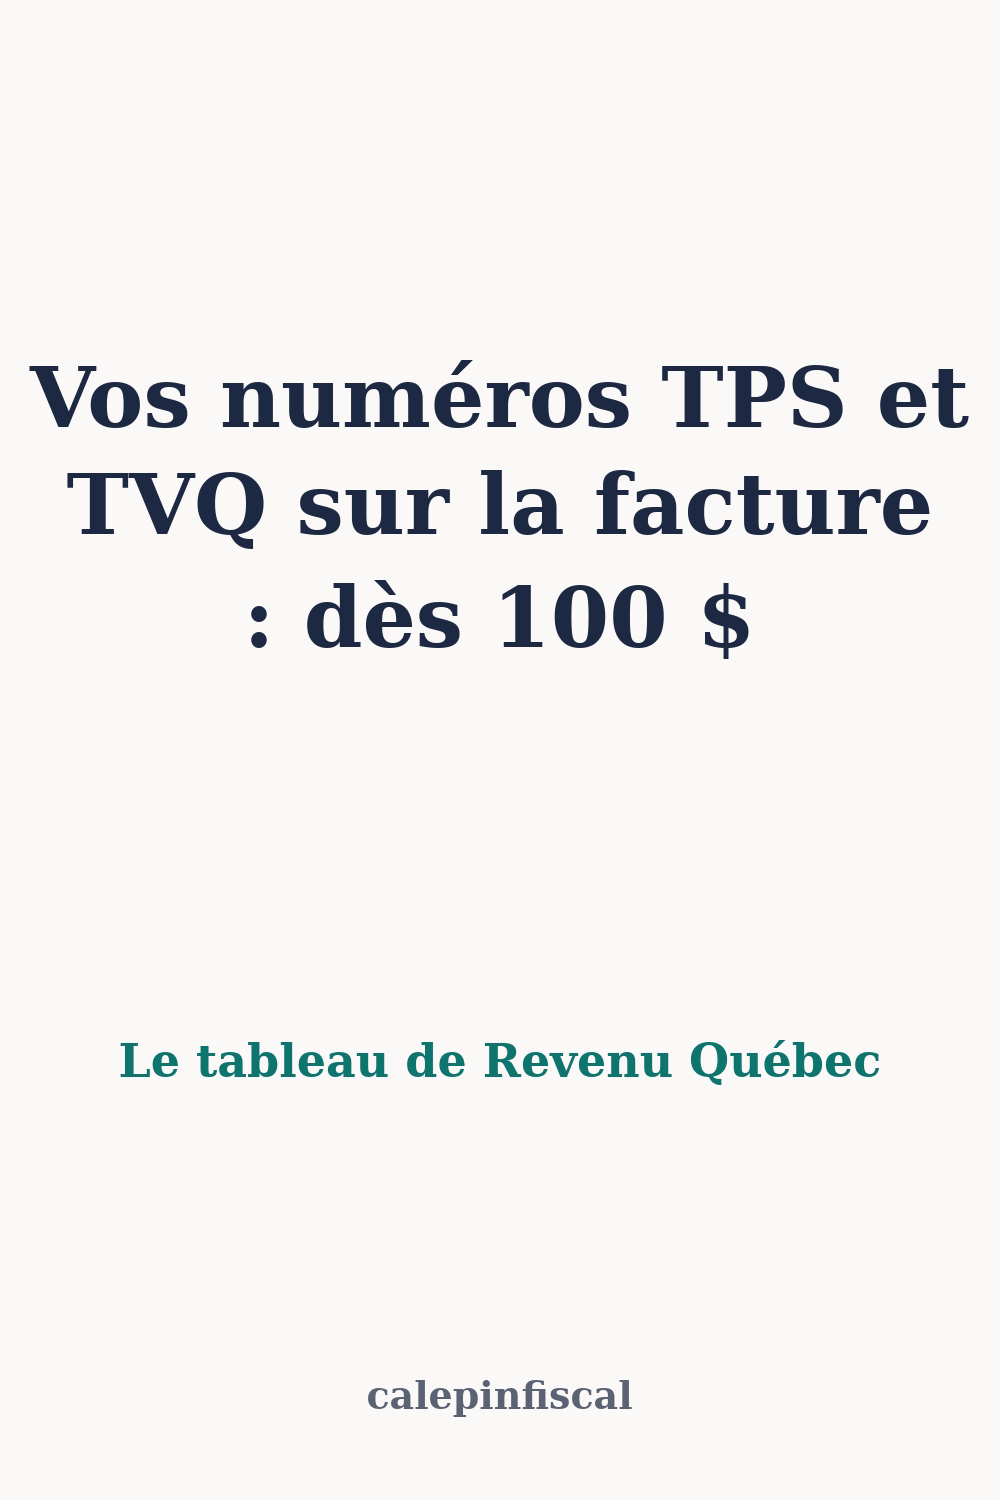 Vos numéros TPS et
TVQ sur la facture
: dès 100 $
Le tableau de Revenu Québec
calepinfiscal